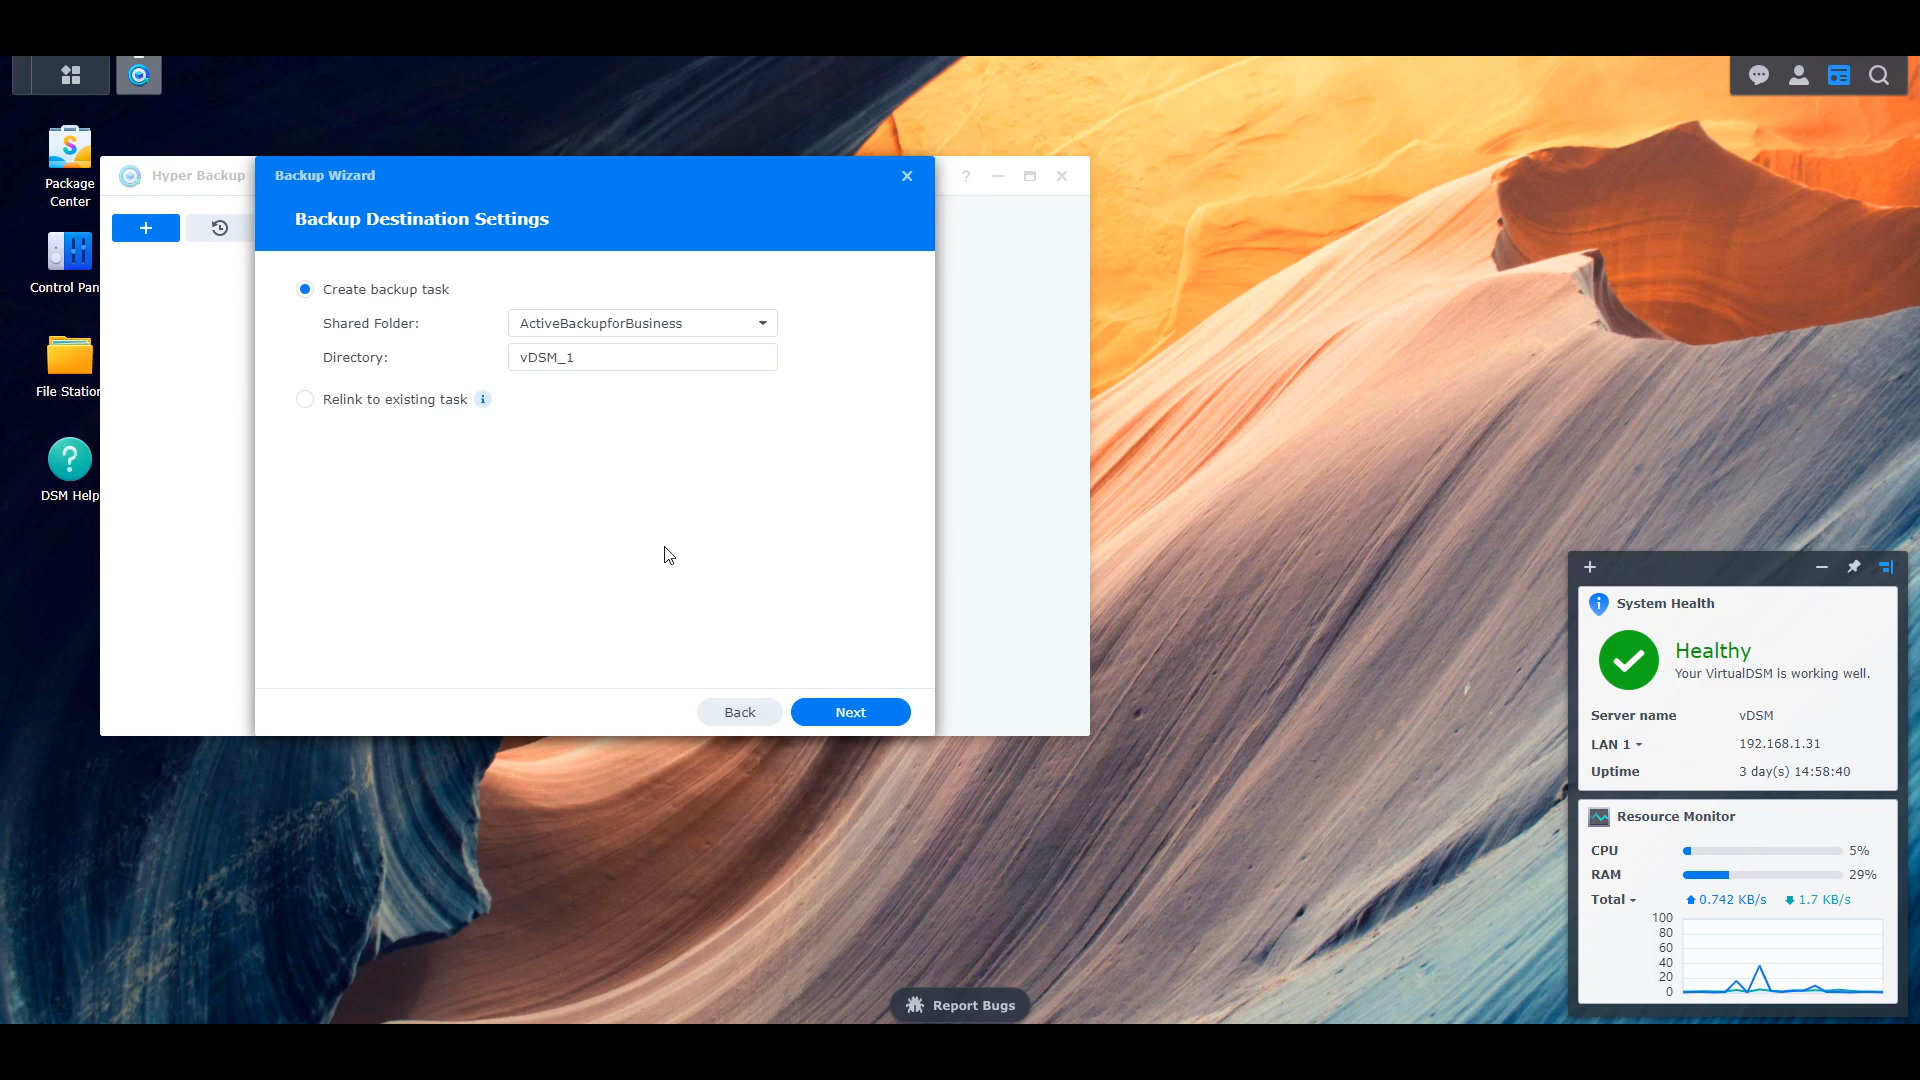 Package
Center
Control Pan
File Station
DSM Help
Hyper Backup
Backup Wizard
Backup Destination Settings
Create backup task
Shared Folder:
ActiveBackupforBusiness
Directory:
vDSM_1
Relink to existing task
Back
Next
System Health
Healthy
Your VirtualDSM is working well.
Server name
vDSM
LAN 1
192.168.1.31
Uptime
3 day(s) 14:58:40
Resource Monitor
CPU
5%
RAM
29%
Total
0.742 KB/s
1.7 KB/s
100
80
60
40
20
0
Report Bugs